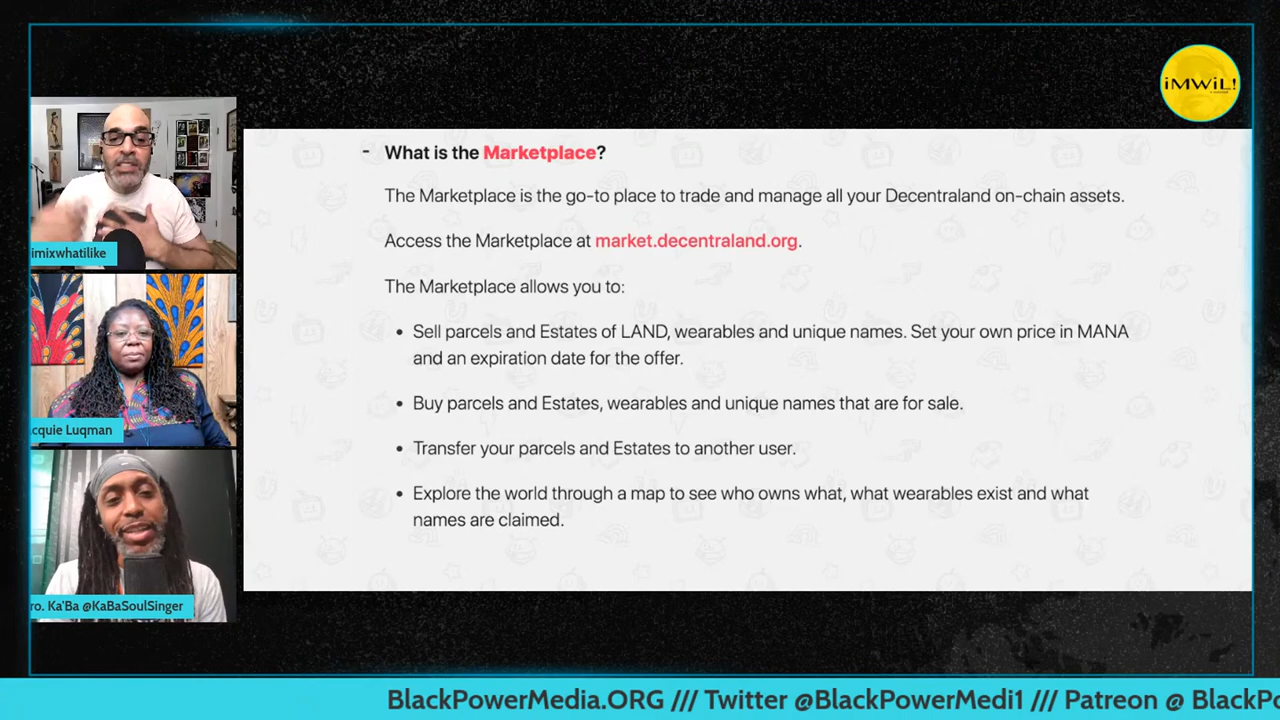 iMWiL!
imixwhatilike
cquie Luqman
ro. Ka'Ba @KaBaSoulSinger
- What is the Marketplace?
The Marketplace is the go-to place to trade and manage all your Decentraland on-chain assets.
Access the Marketplace at market.decentraland.org.
The Marketplace allows you to:
• Sell parcels and Estates of LAND, wearables and unique names. Set your own price in MANA
and an expiration date for the offer.
• Buy parcels and Estates, wearables and unique names that are for sale.
• Transfer your parcels and Estates to another user.
• Explore the world through a map to see who owns what, what wearables exist and what
names are claimed.
BlackPowerMedia.ORG /// Twitter @BlackPowerMedi1 /// Patreon @ BlackPo